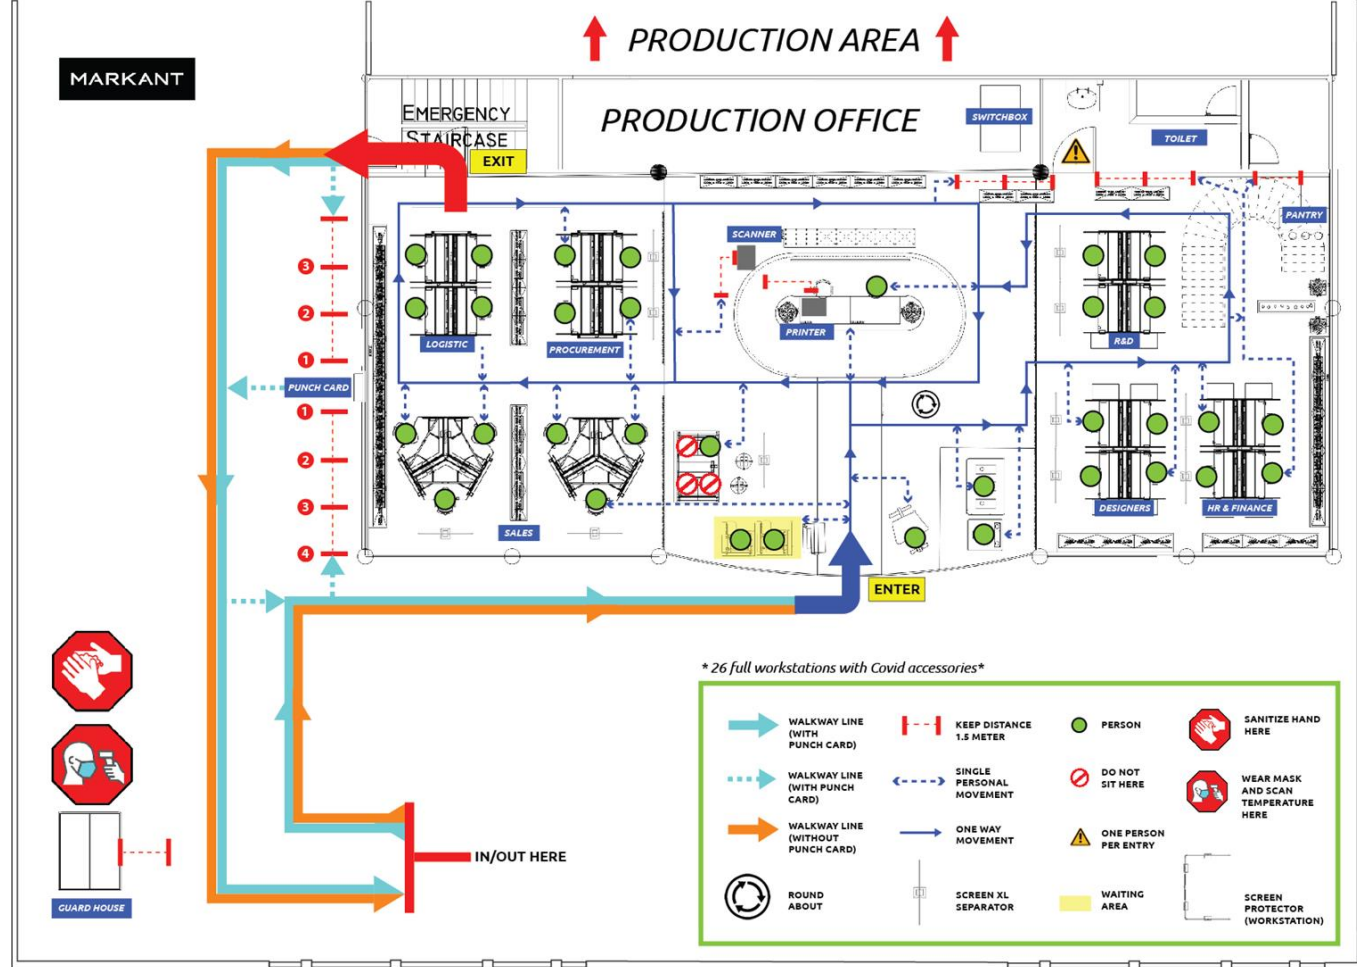 PRODUCTION AREA
MARKANT
EMERGENCY
STAIRCASE
EXIT
PRODUCTION OFFICE
SWITCHBOX
TOILET
PANTRY
SCANNER
PRINTER
LOGISTIC
PROCUREMENT
R&D
3
2
1
PUNCH CARD
1
2
3
4
SALES
DESIGNERS
HR & FINANCE
ENTER
* 26 full workstations with Covid accessories*
WALKWAY LINE
(WITH
PUNCH CARD)
KEEP DISTANCE
1.5 METER
PERSON
SANITIZE HAND
HERE
WALKWAY LINE
(WITH PUNCH
CARD)
SINGLE
PERSONAL
MOVEMENT
DO NOT
SIT HERE
WEAR MASK
AND SCAN
TEMPERATURE
HERE
WALKWAY LINE
(WITHOUT
PUNCH CARD)
ONE WAY
MOVEMENT
ONE PERSON
PER ENTRY
ROUND
ABOUT
SCREEN XL
SEPARATOR
WAITING
AREA
SCREEN
PROTECTOR
(WORKSTATION)
IN/OUT HERE
GUARD HOUSE